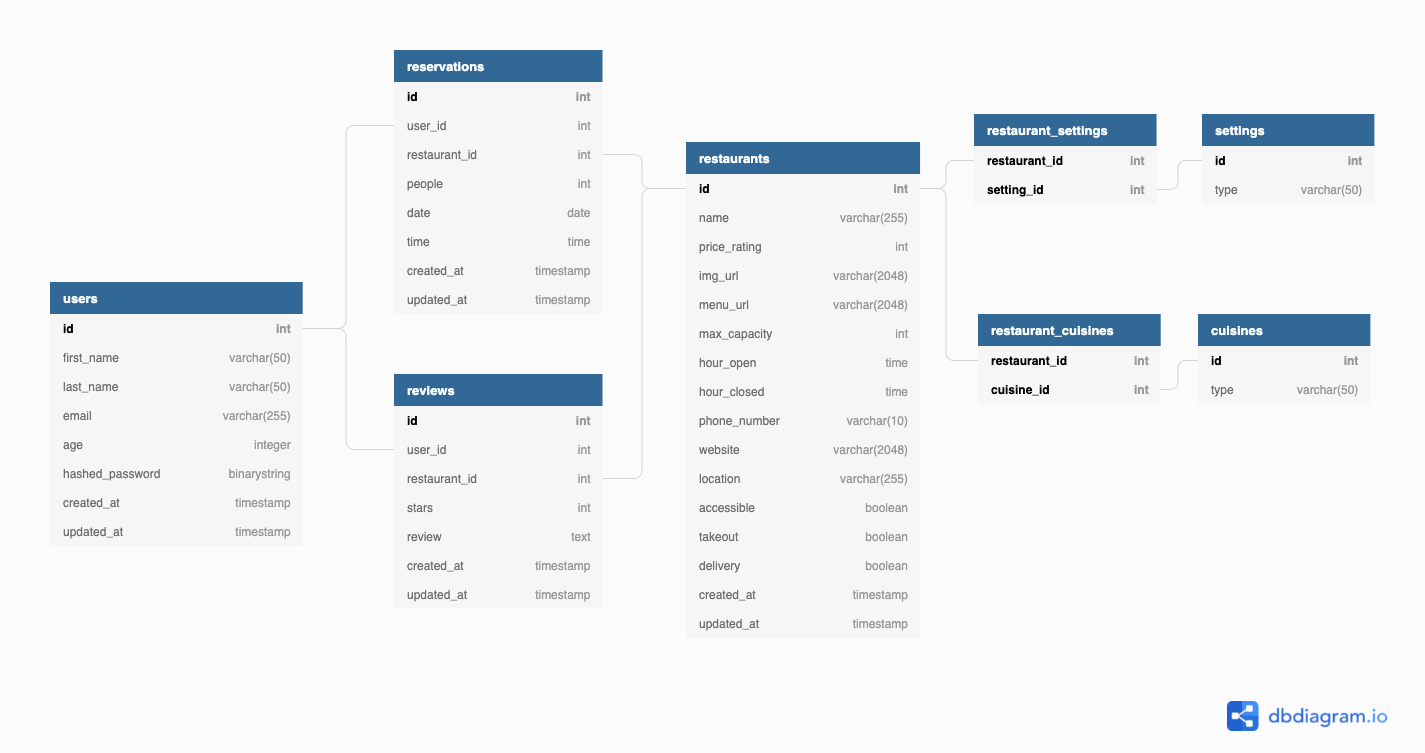 reservations
id int
user_id int
restaurant_id int
people int
date date
time time
created_at timestamp
updated_at timestamp
restaurant_settings
restaurant_id int
setting_id int
settings
id int
type varchar(50)
restaurants
id int
name varchar(255)
price_rating int
img_url varchar(2048)
menu_url varchar(2048)
max_capacity int
hour_open time
hour_closed time
phone_number varchar(10)
website varchar(2048)
location varchar(255)
accessible boolean
takeout boolean
delivery boolean
created_at timestamp
updated_at timestamp
users
id int
first_name varchar(50)
last_name varchar(50)
email varchar(255)
age integer
hashed_password binarystring
created_at timestamp
updated_at timestamp
restaurant_cuisines
restaurant_id int
cuisine_id int
cuisines
id int
type varchar(50)
reviews
id int
user_id int
restaurant_id int
stars int
review text
created_at timestamp
updated_at timestamp
dbdiagram.io